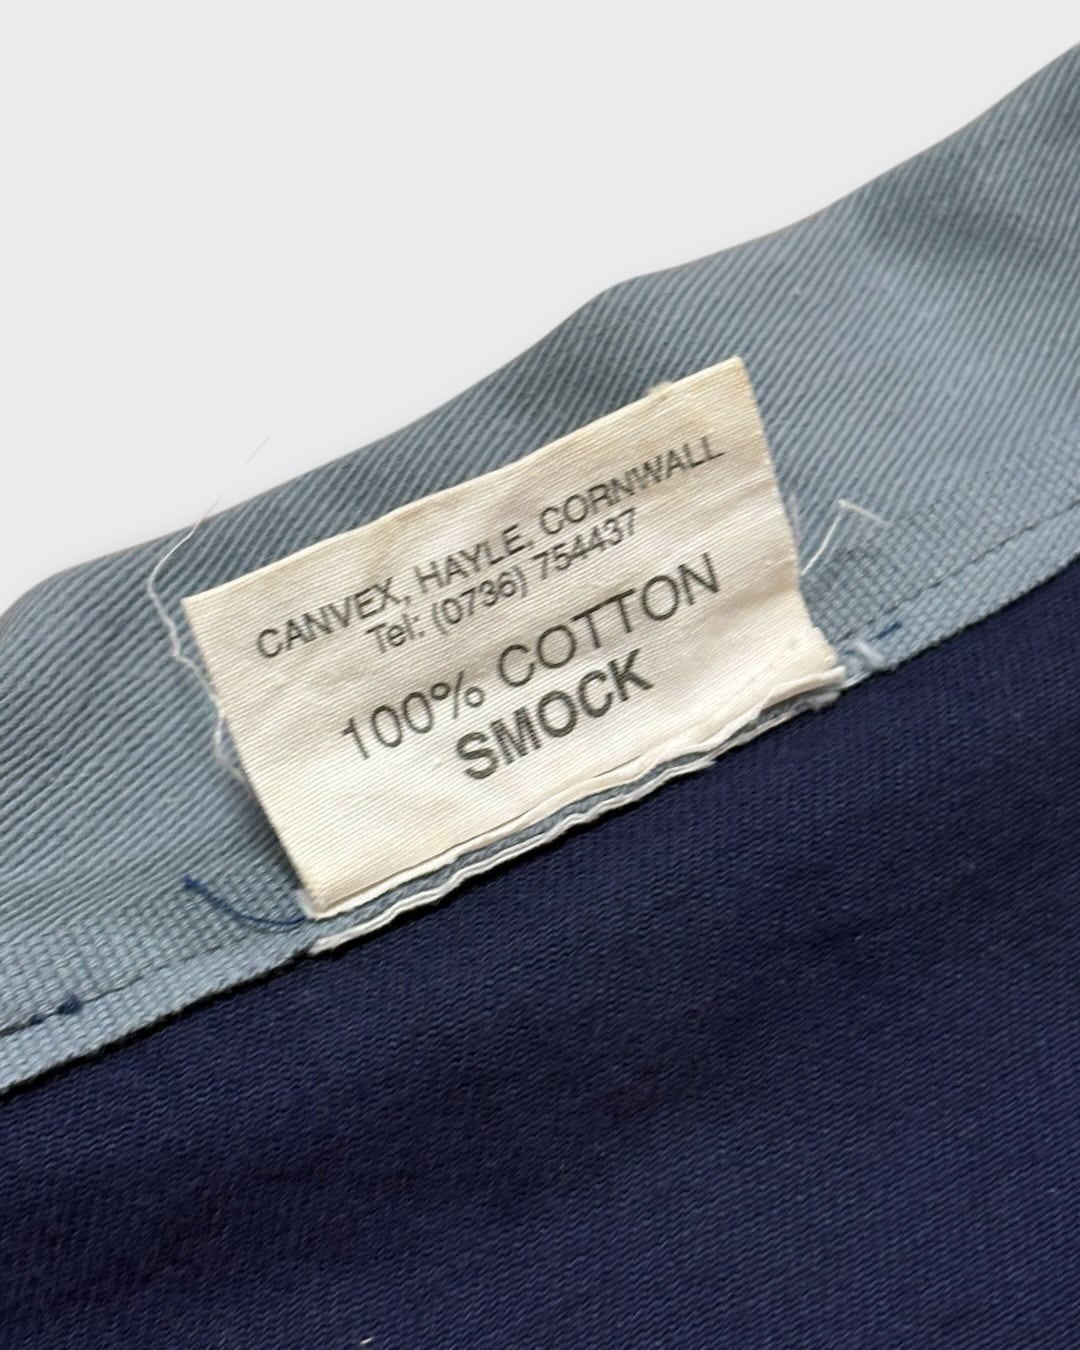 CANVEX, HAYLE, CORNWALL
Tel: (0736) 754437
100% COTTON
SMOCK